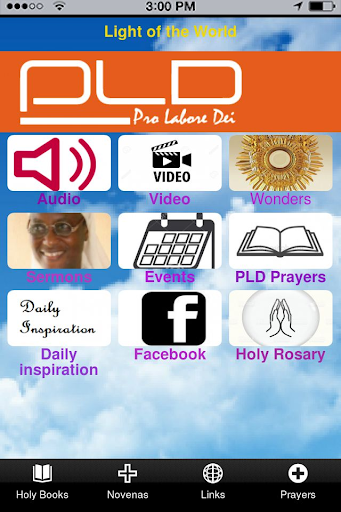 3:00 PM
Light of the World
PLD
Pro Labore Dei
VIDEO
Audio
Video
Wonders
Sermons
Events
PLD Prayers
Daily
Inspiration
f
Daily
inspiration
Facebook
Holy Rosary
Holy Books
Novenas
Links
Prayers